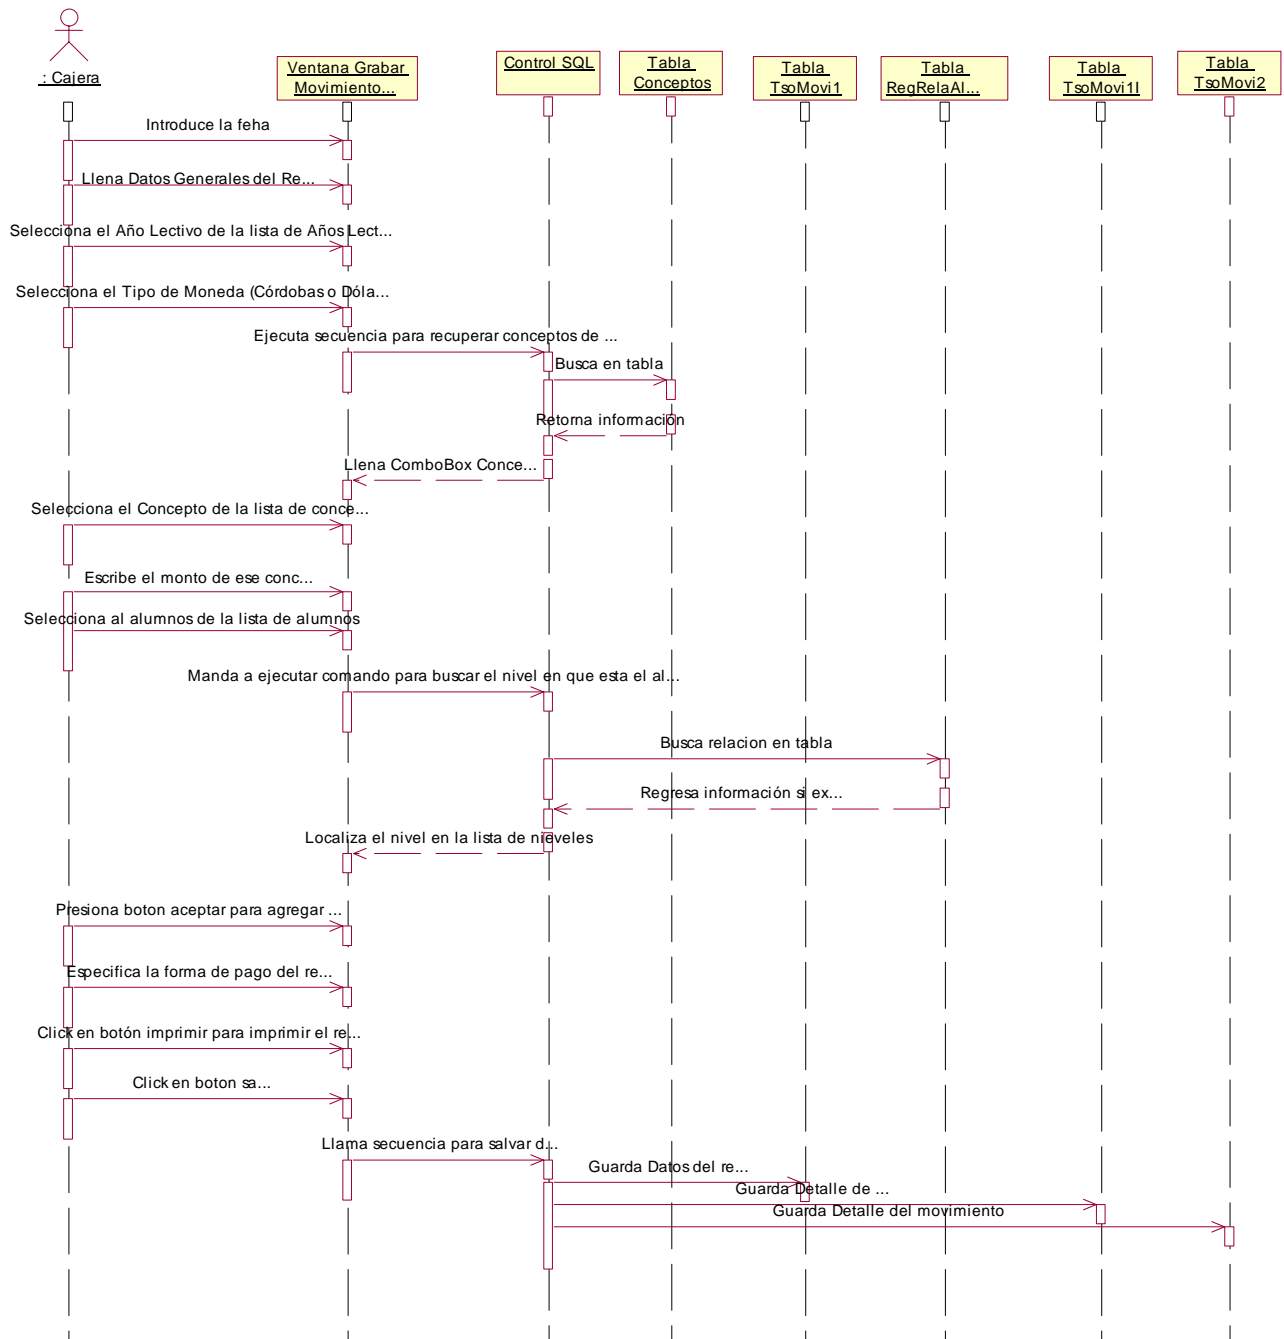 : Cajera
Ventana Grabar
Movimiento...
Control SQL
Tabla
Conceptos
Tabla
TsoMovi1
Tabla
RegRelaAl...
Tabla
TsoMovi1I
Tabla
TsoMovi2
Introduce la feha
Llena Datos Generales del Re...
Selecciona el Año Lectivo de la lista de Años Lect...
Selecciona el Tipo de Moneda (Córdobas o Dóla...
Ejecuta secuencia para recuperar conceptos de ...
Busca en tabla
Retorna información
Llena ComboBox Conce...
Selecciona el Concepto de la lista de conce...
Escribe el monto de ese conc...
Selecciona al alumnos de la lista de alumnos
Manda a ejecutar comando para buscar el nivel en que esta el al...
Busca relacion en tabla
Regresa información si ex...
Localiza el nivel en la lista de nieveles
Presiona boton aceptar para agregar ...
Especifica la forma de pago del re...
Click en botón imprimir para imprimir el re...
Click en boton sa...
Llama secuencia para salvar d...
Guarda Datos del re...
Guarda Detalle de ...
Guarda Detalle del movimiento